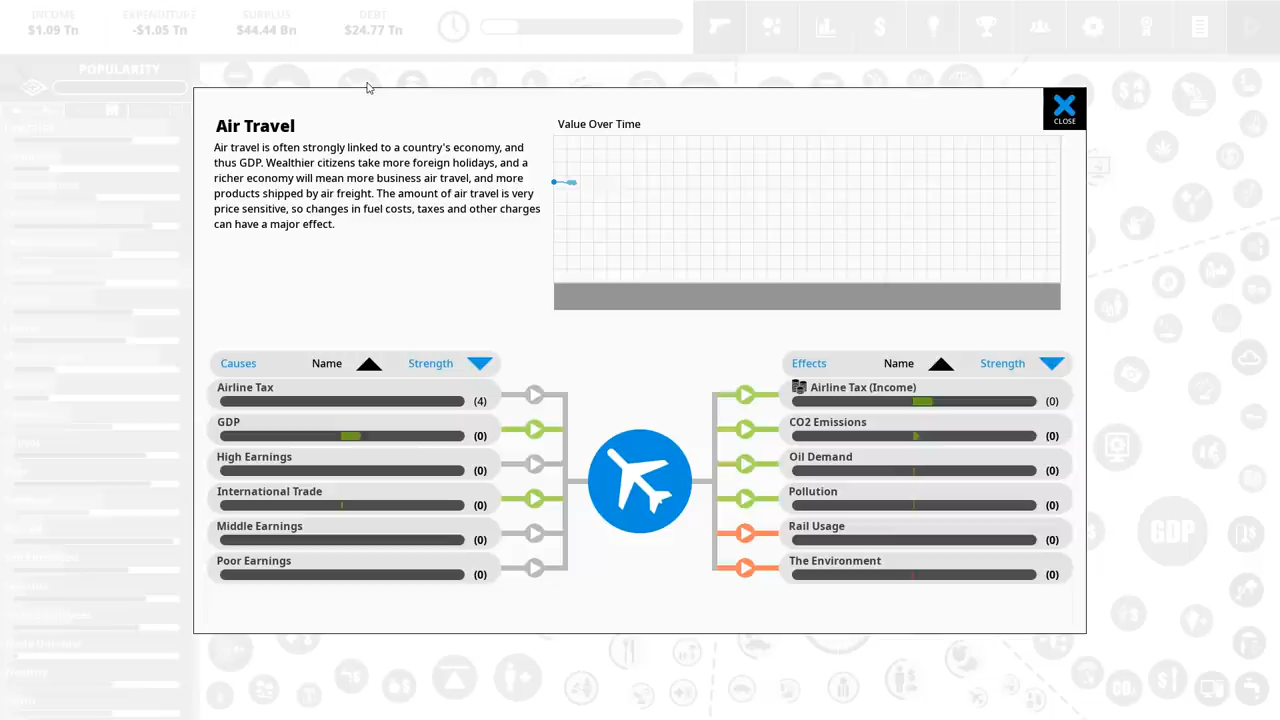 INCOME
EXPENDITURE
SURPLUS
DEBT
$1.09 Tn
-$1.05 Tn
$44.44 Bn
$24.77 Tn
POPULARITY
CLOSE
Air Travel
Air travel is often strongly linked to a country's economy, and
thus GDP. Wealthier citizens take more foreign holidays, and a
richer economy will mean more business air travel, and more
products shipped by air freight. The amount of air travel is very
price sensitive, so changes in fuel costs, taxes and other charges
can have a major effect.
Value Over Time
Causes Name Strength
Airline Tax
(4)
GDP
(0)
High Earnings
(0)
International Trade
(0)
Middle Earnings
(0)
Poor Earnings
(0)
Effects Name Strength
Airline Tax (Income)
(0)
CO2 Emissions
(0)
Oil Demand
(0)
Pollution
(0)
Rail Usage
(0)
The Environment
(0)
GDP